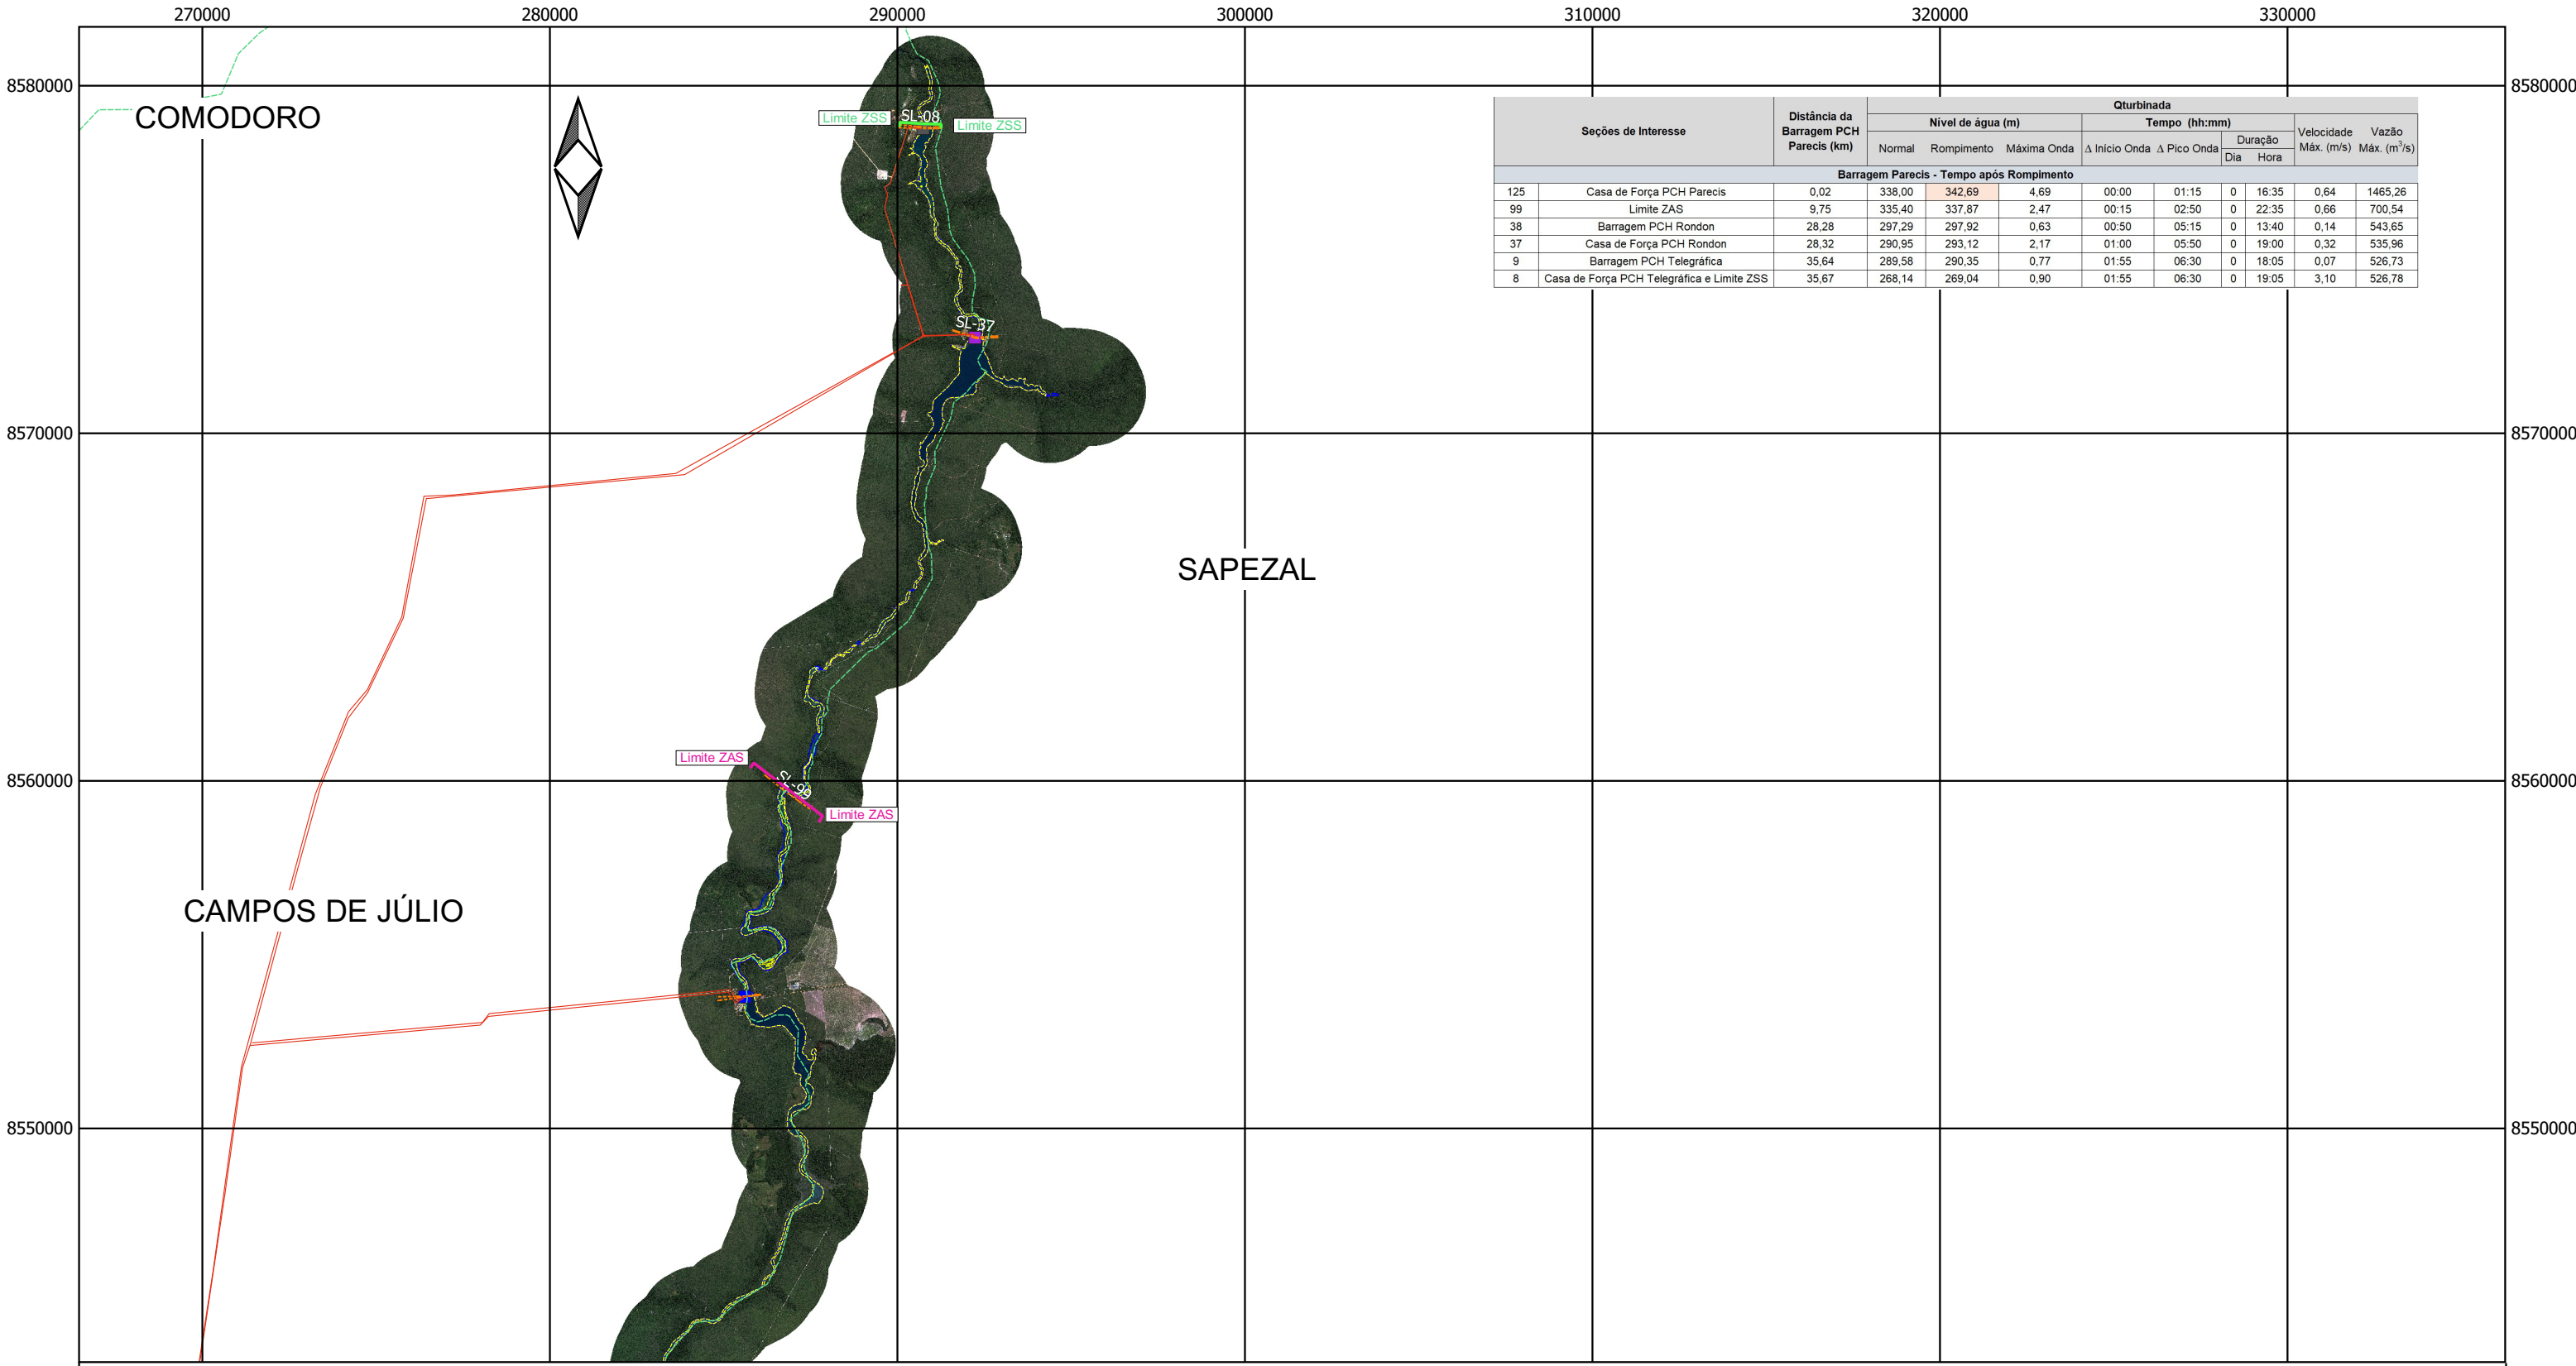 270000 280000 290000 300000 310000 320000 330000
8580000 8580000
COMODORO
Limite ZSS SL-08 Limite ZSS
Seções de Interesse Distância da Barragem PCH Parecis (km) Qturbinada
Nível de água (m) Tempo (hh:mm) Velocidade Máx. (m/s) Vazão Máx. (m³/s)
Normal Rompimento Máxima Onda Δ Início Onda Δ Pico Onda Duração
Dia Hora
Barragem Parecis - Tempo após Rompimento
125 Casa de Força PCH Parecis 0,02 338,00 342,69 4,69 00:00 01:15 0 16:35 0,64 1465,26
99 Limite ZAS 9,75 335,40 337,87 2,47 00:15 02:50 0 22:35 0,66 700,54
38 Barragem PCH Rondon 28,28 297,29 297,92 0,63 00:50 05:15 0 13:40 0,14 543,65
37 Casa de Força PCH Rondon 28,32 290,95 293,12 2,17 01:00 05:50 0 19:00 0,32 535,96
9 Barragem PCH Telegráfica 35,64 289,58 290,35 0,77 01:55 06:30 0 18:05 0,07 526,73
8 Casa de Força PCH Telegráfica e Limite ZSS 35,67 268,14 269,04 0,90 01:55 06:30 0 19:05 3,10 526,78
SL-37
8570000 8570000
SAPEZAL
Limite ZAS
8560000 SL-99 8560000
Limite ZAS
CAMPOS DE JÚLIO
8550000 8550000